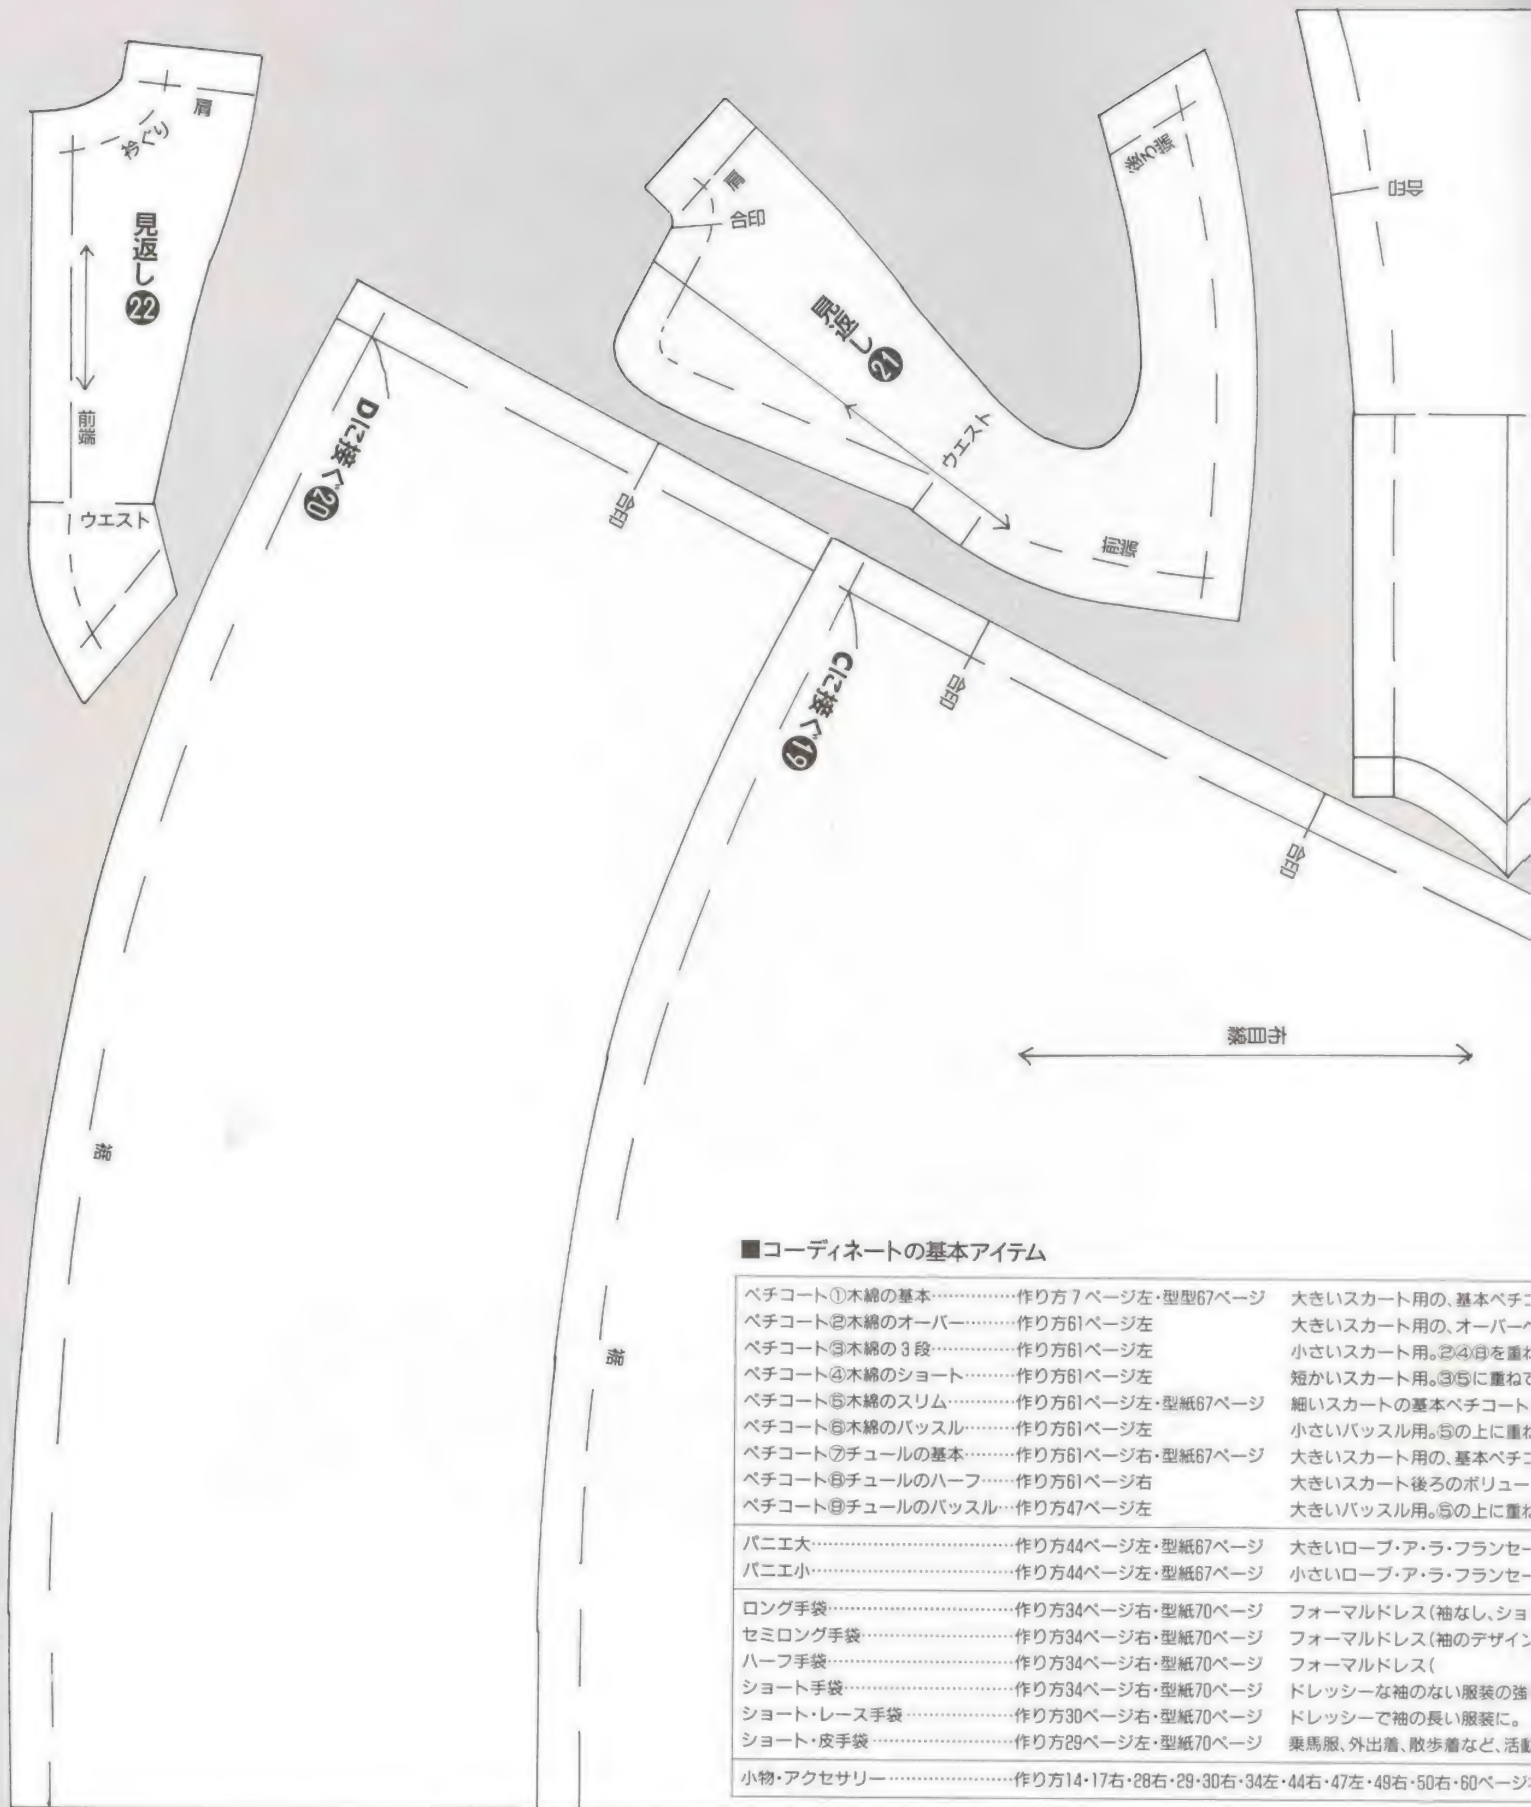 肩
衿ぐり
見返し㉒
前端
ウエスト
肩
合印
見返し㉑
ウエスト
前端
後ろ端
合印
Dに接ぐ⑳
合印
Cに接ぐ⑲
合印
合印
布目線
裾
裾
■コーディネートの基本アイテム
ペチコート①木綿の基本…………作り方7ページ左・型型67ページ 大きいスカート用の、基本ペチコ
ペチコート②木綿のオーバー………作り方61ページ左 大きいスカート用の、オーバーペ
ペチコート③木綿の3段…………作り方61ページ左 小さいスカート用。②④⑧を重ね
ペチコート④木綿のショート………作り方61ページ左 短かいスカート用。③⑤に重ねて
ペチコート⑤木綿のスリム…………作り方61ページ左・型紙67ページ 細いスカートの基本ペチコート
ペチコート⑥木綿のバッスル………作り方61ページ左 小さいバッスル用。⑤の上に重ね
ペチコート⑦チュールの基本………作り方61ページ右・型紙67ページ 大きいスカート用の、基本ペチコ
ペチコート⑧チュールのハーフ……作り方61ページ右 大きいスカート後ろのボリュー
ペチコート⑨チュールのバッスル…作り方47ページ左 大きいバッスル用。⑤の上に重ね
パニエ大…………………………作り方44ページ左・型紙67ページ 大きいローブ・ア・ラ・フランセー
パニエ小…………………………作り方44ページ左・型紙67ページ 小さいローブ・ア・ラ・フランセー
ロング手袋………………………作り方34ページ右・型紙70ページ フォーマルドレス(袖なし、ショ
セミロング手袋…………………作り方34ページ右・型紙70ページ フォーマルドレス(袖のデザイン
ハーフ手袋………………………作り方34ページ右・型紙70ページ フォーマルドレス(
ショート手袋……………………作り方34ページ右・型紙70ページ ドレッシーな袖のない服装の強
ショート・レース手袋……………作り方30ページ右・型紙70ページ ドレッシーで袖の長い服装に。
ショート・皮手袋…………………作り方29ページ左・型紙70ページ 乗馬服、外出着、散歩着など、活動
小物・アクセサリー………………作り方14・17右・28右・29・30右・34左・44右・47左・49右・50右・60ページ